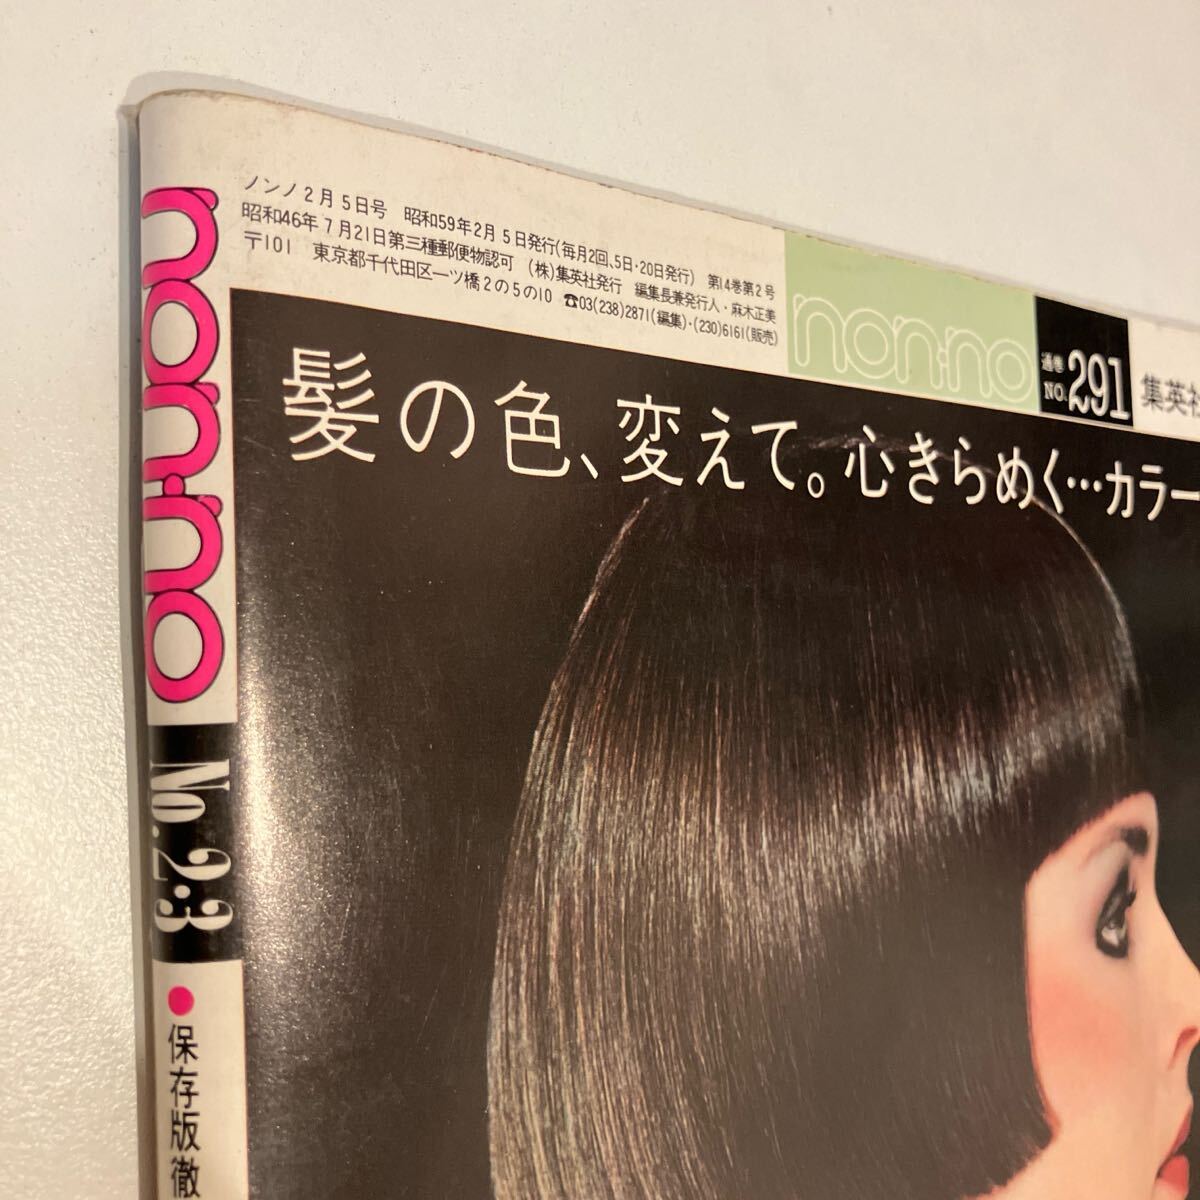 ノンノ2月5日号 昭和59年2月5日発行(毎月2回、5日・20日発行) 第14巻第2号
昭和46年7月21日第三種郵便物認可 (株)集英社発行 編集長兼発行人・麻木正美
〒101 東京都千代田区一ツ橋2の5の10 ☎03(238)2871(編集)・(230)6161(販売)
non・no
通巻
NO.291
集英社
髪の色、変えて。心きらめく…カラー
non・no
No.2・3
●保存版徹